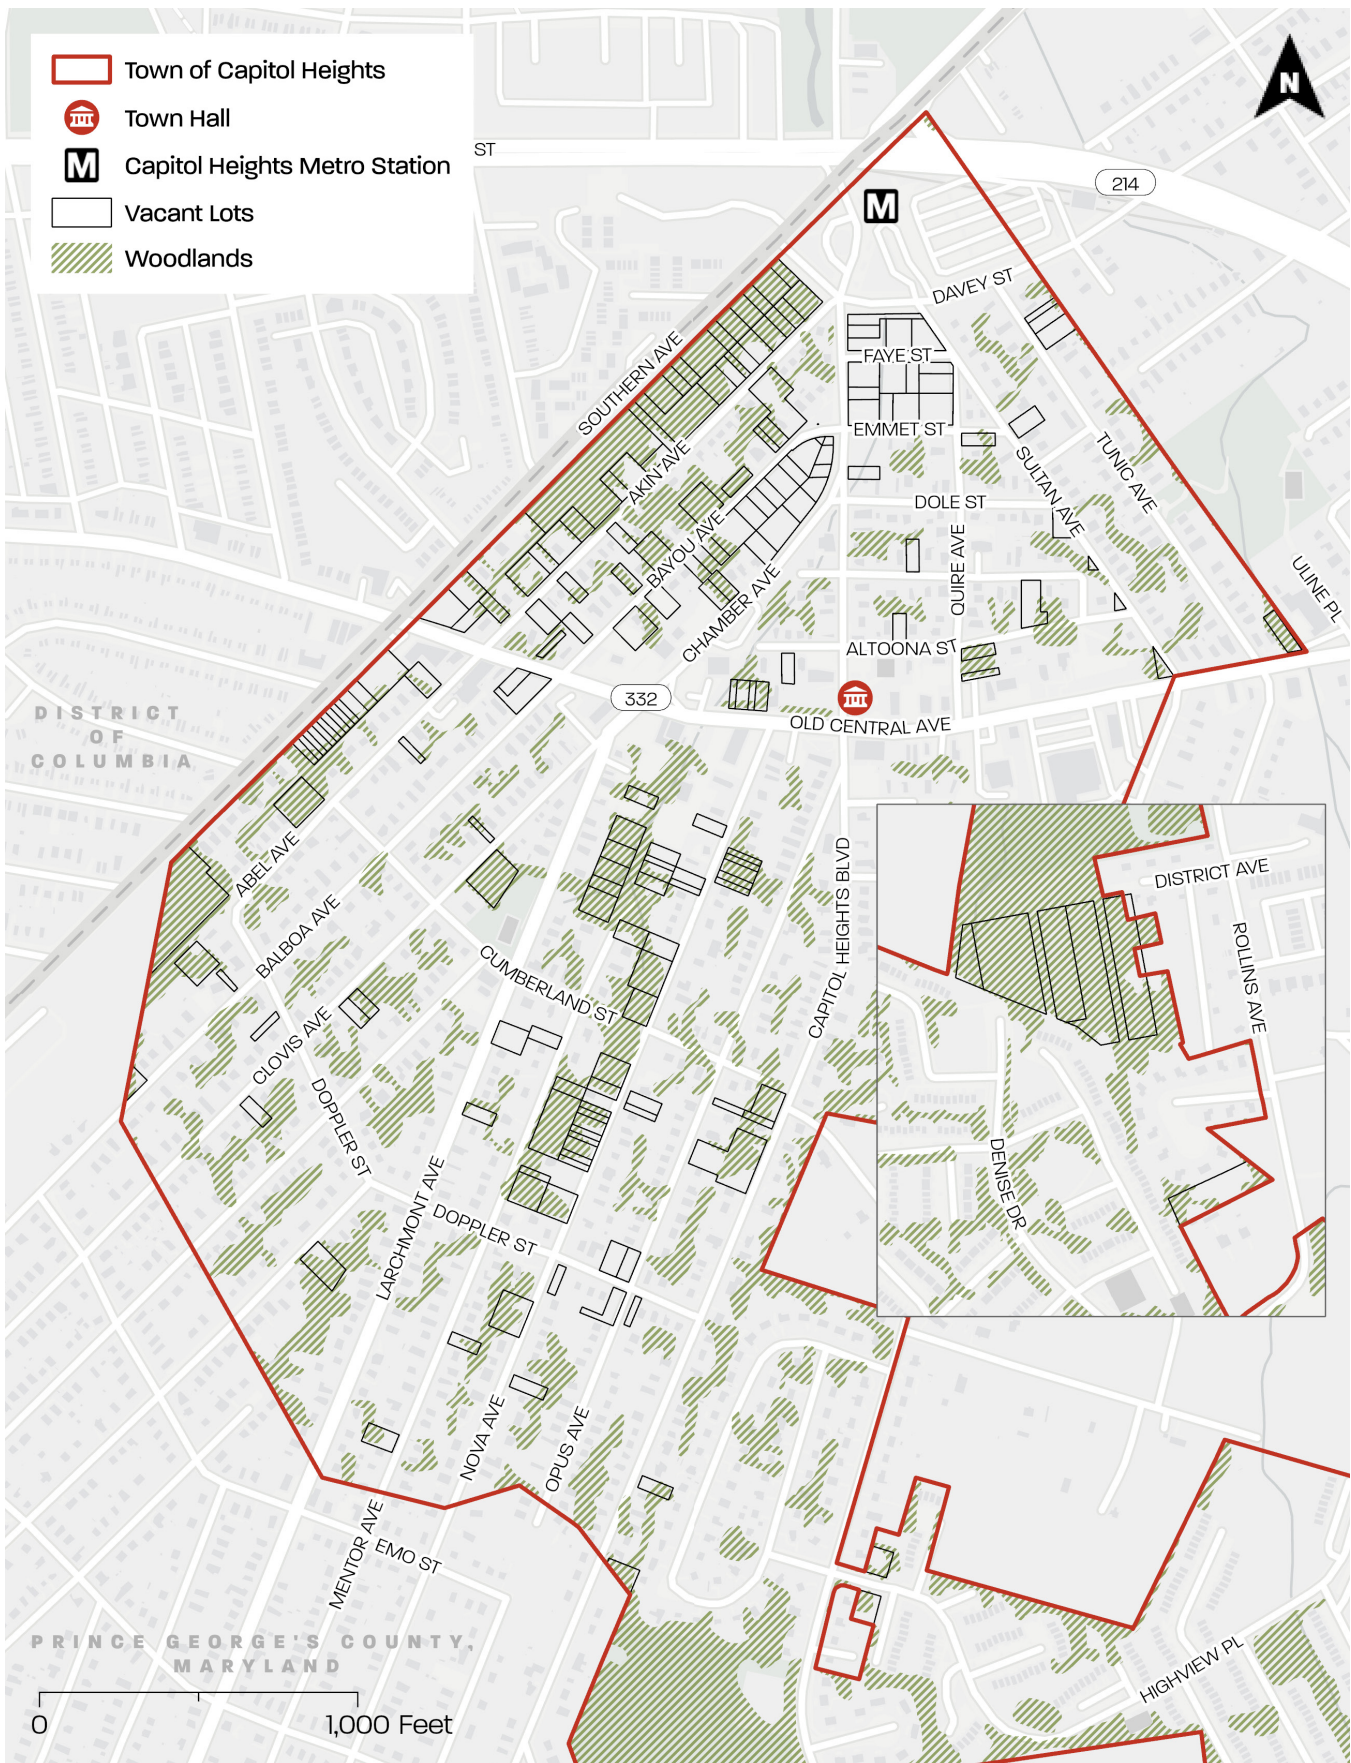 Town of Capitol Heights
Town Hall
M
Capitol Heights Metro Station
Vacant Lots
Woodlands
ST
N
214
M
DAVEY ST
SOUTHERN AVE
FAYE ST
EMMET ST
AKIN AVE
SULTAN AVE
TUNIC AVE
DOLE ST
BAYOU AVE
QUIRE AVE
ULINE PL
CHAMBER AVE
ALTOONA ST
332
OLD CENTRAL AVE
DISTRICT
OF
COLUMBIA
ABEL AVE
BALBOA AVE
CAPITOL HEIGHTS BLVD
DISTRICT AVE
ROLLINS AVE
CUMBERLAND ST
CLOVIS AVE
DOPPLER ST
DENISE DR
LARCHMONT AVE
DOPPLER ST
NOVA AVE
OPUS AVE
MENTOR AVE
EMO ST
PRINCE GEORGE'S COUNTY,
MARYLAND
HIGHVIEW PL
0
1,000 Feet